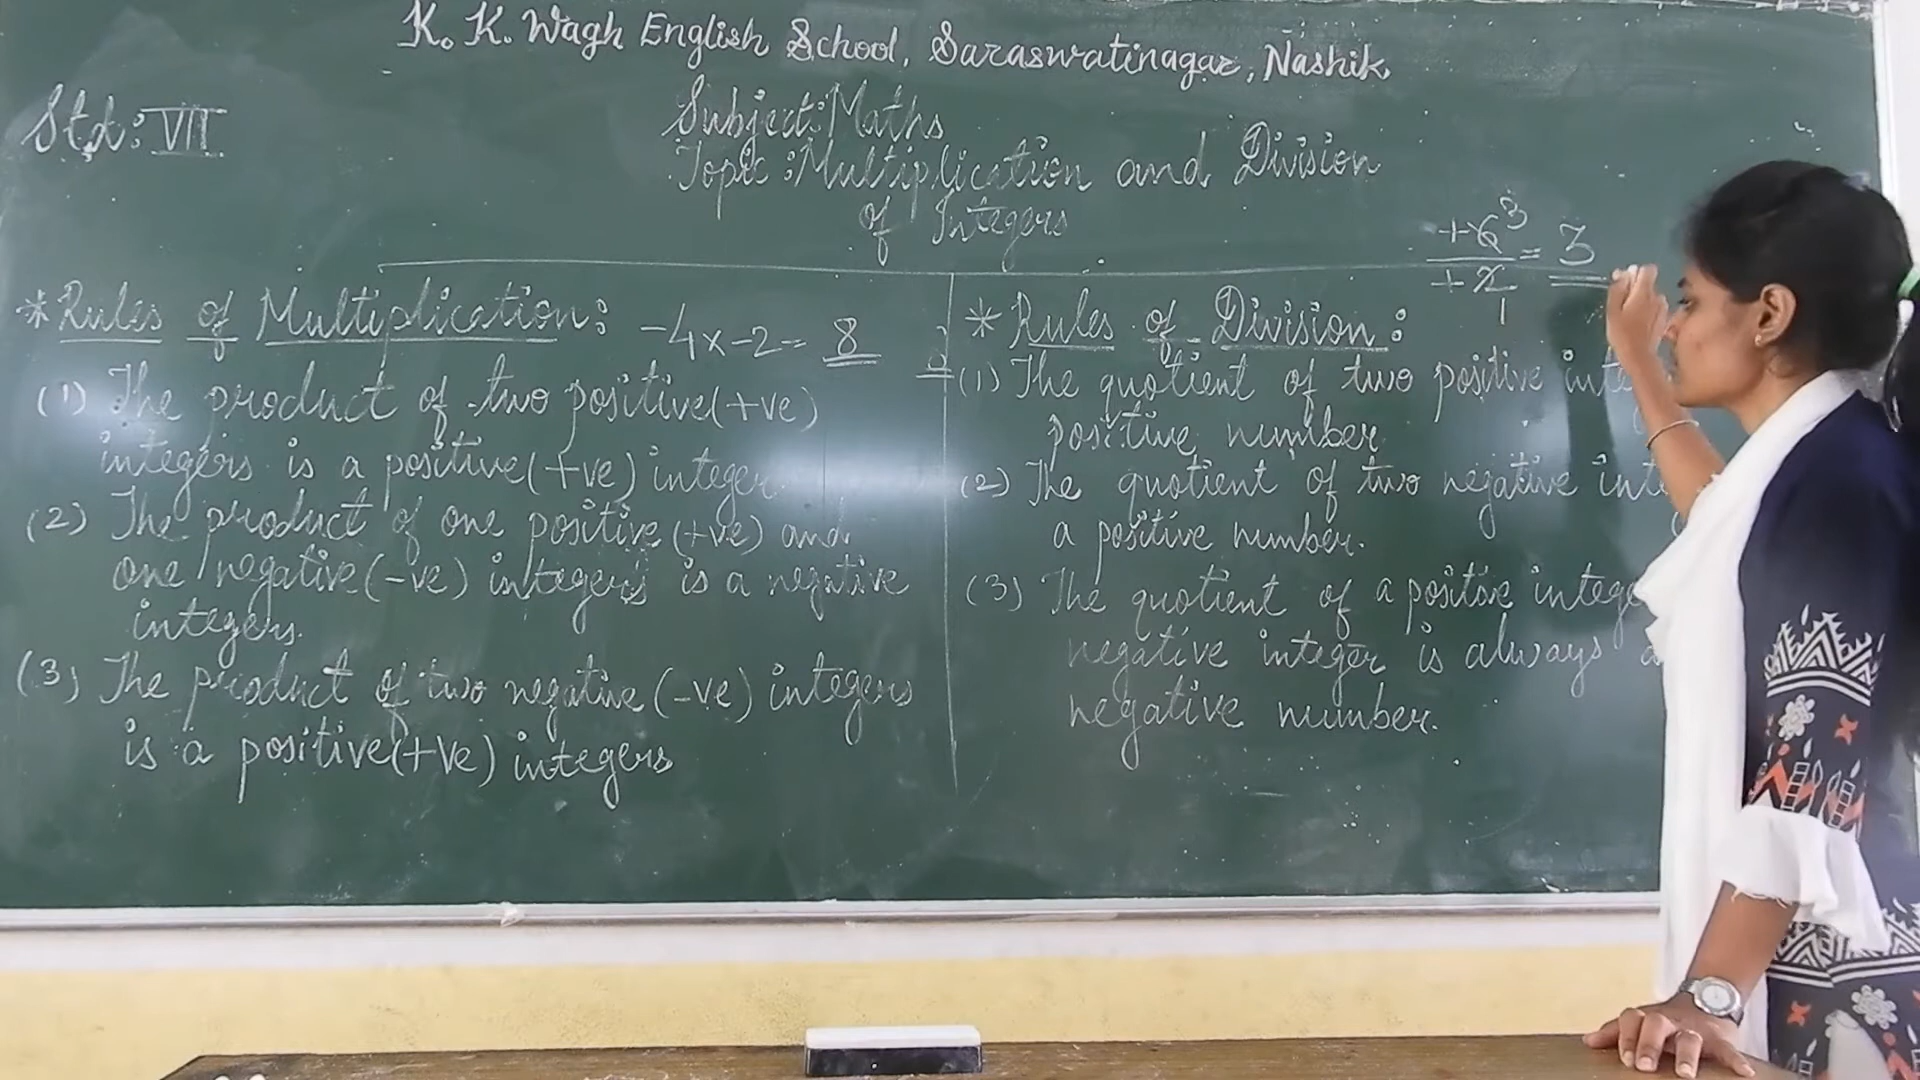 K. K. Wagh English School, Saraswatinagar, Nashik.
Std: VII
Subject: Maths
Topic: Multiplication and Division
of Integers
+6 3
+2 1
= 3
* Rules of Multiplication:
-4 x -2 = 8
(1) The product of two positive (+ve)
integers is a positive (+ve) integer
(2) The product of one positive (+ve) and
one negative (-ve) integers is a negative
integers.
(3) The product of two negative (-ve) integers
is a positive (+ve) integers
* Rules of Division:
(1) The quotient of two positive inte
positive number
(2) The quotient of two negative inte
a positive number.
(3) The quotient of a positive intege
negative integer is always a
negative number.